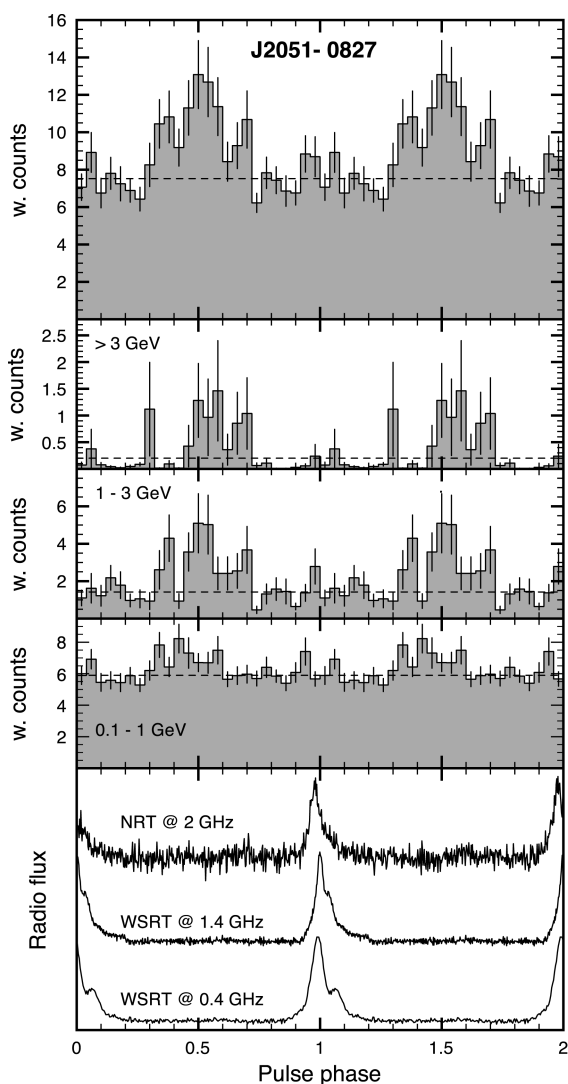 J2051- 0827
16
14
12
10
8
6
4
2
w. counts
> 3 GeV
2.5
2
1.5
1
0.5
w. counts
1 - 3 GeV
6
4
2
w. counts
8
6
4
2
w. counts
0.1 - 1 GeV
NRT @ 2 GHz
WSRT @ 1.4 GHz
WSRT @ 0.4 GHz
Radio flux
0 0.5 1 1.5 2
Pulse phase